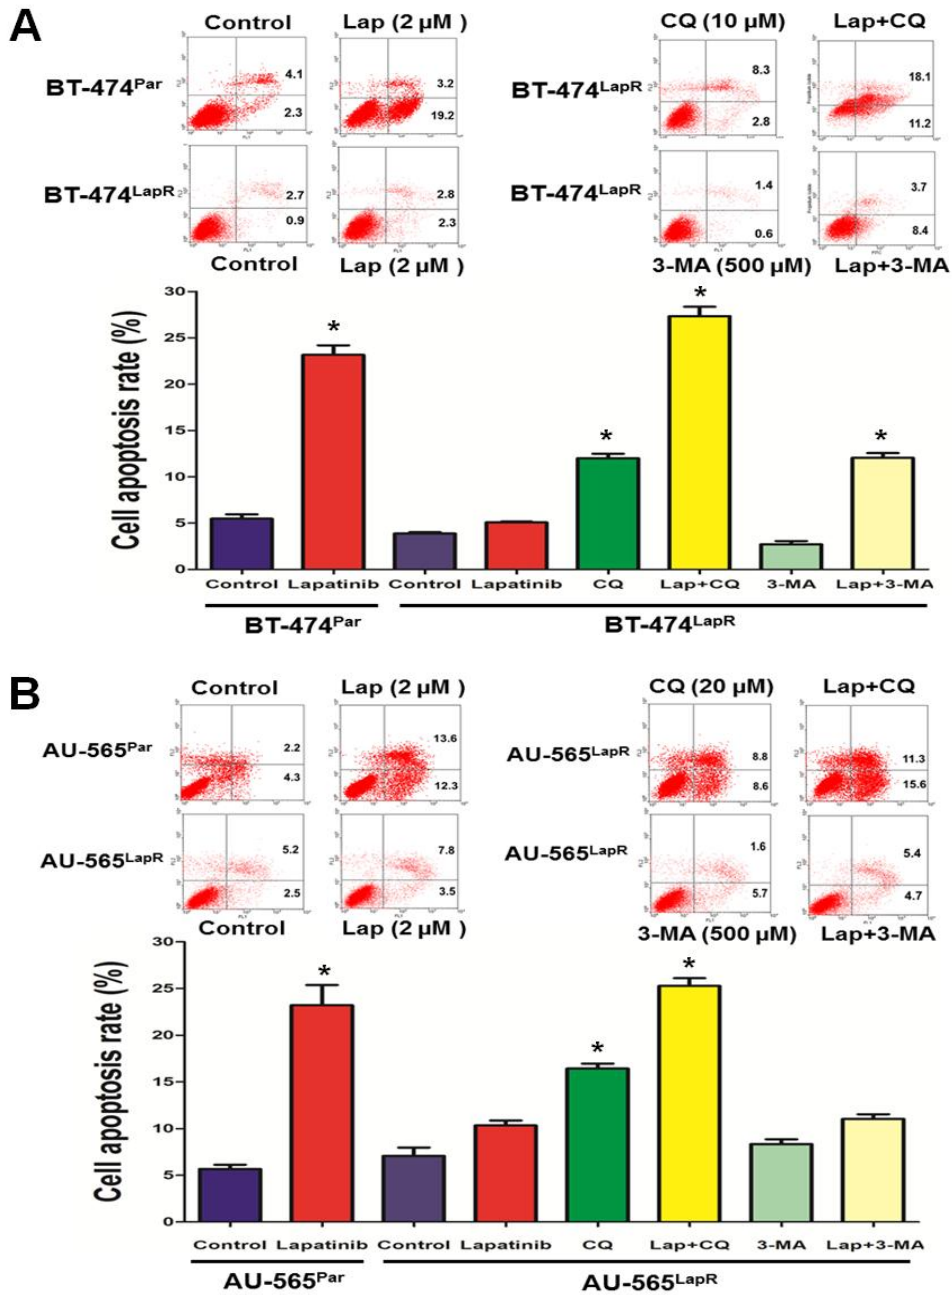 A
Control Lap (2 µM ) CQ (10 µM) Lap+CQ
BT-474Par 4.1 3.2 BT-474LapR 8.3 18.1
2.3 19.2 2.8 11.2
BT-474LapR 2.7 2.8 BT-474LapR 1.4 3.7
0.9 2.3 0.6 8.4
Control Lap (2 µM ) 3-MA (500 µM) Lap+3-MA
Cell apoptosis rate (%)
30
25
20
15
10
5
0
* * * *
Control Lapatinib Control Lapatinib CQ Lap+CQ 3-MA Lap+3-MA
BT-474Par BT-474LapR
B
Control Lap (2 µM ) CQ (20 µM) Lap+CQ
AU-565Par 2.2 13.6 AU-565LapR 8.8 11.3
4.3 12.3 8.6 15.6
AU-565LapR 5.2 7.8 AU-565LapR 1.6 5.4
2.5 3.5 5.7 4.7
Control Lap (2 µM ) 3-MA (500 µM) Lap+3-MA
Cell apoptosis rate (%)
30
25
20
15
10
5
0
* * *
Control Lapatinib Control Lapatinib CQ Lap+CQ 3-MA Lap+3-MA
AU-565Par AU-565LapR